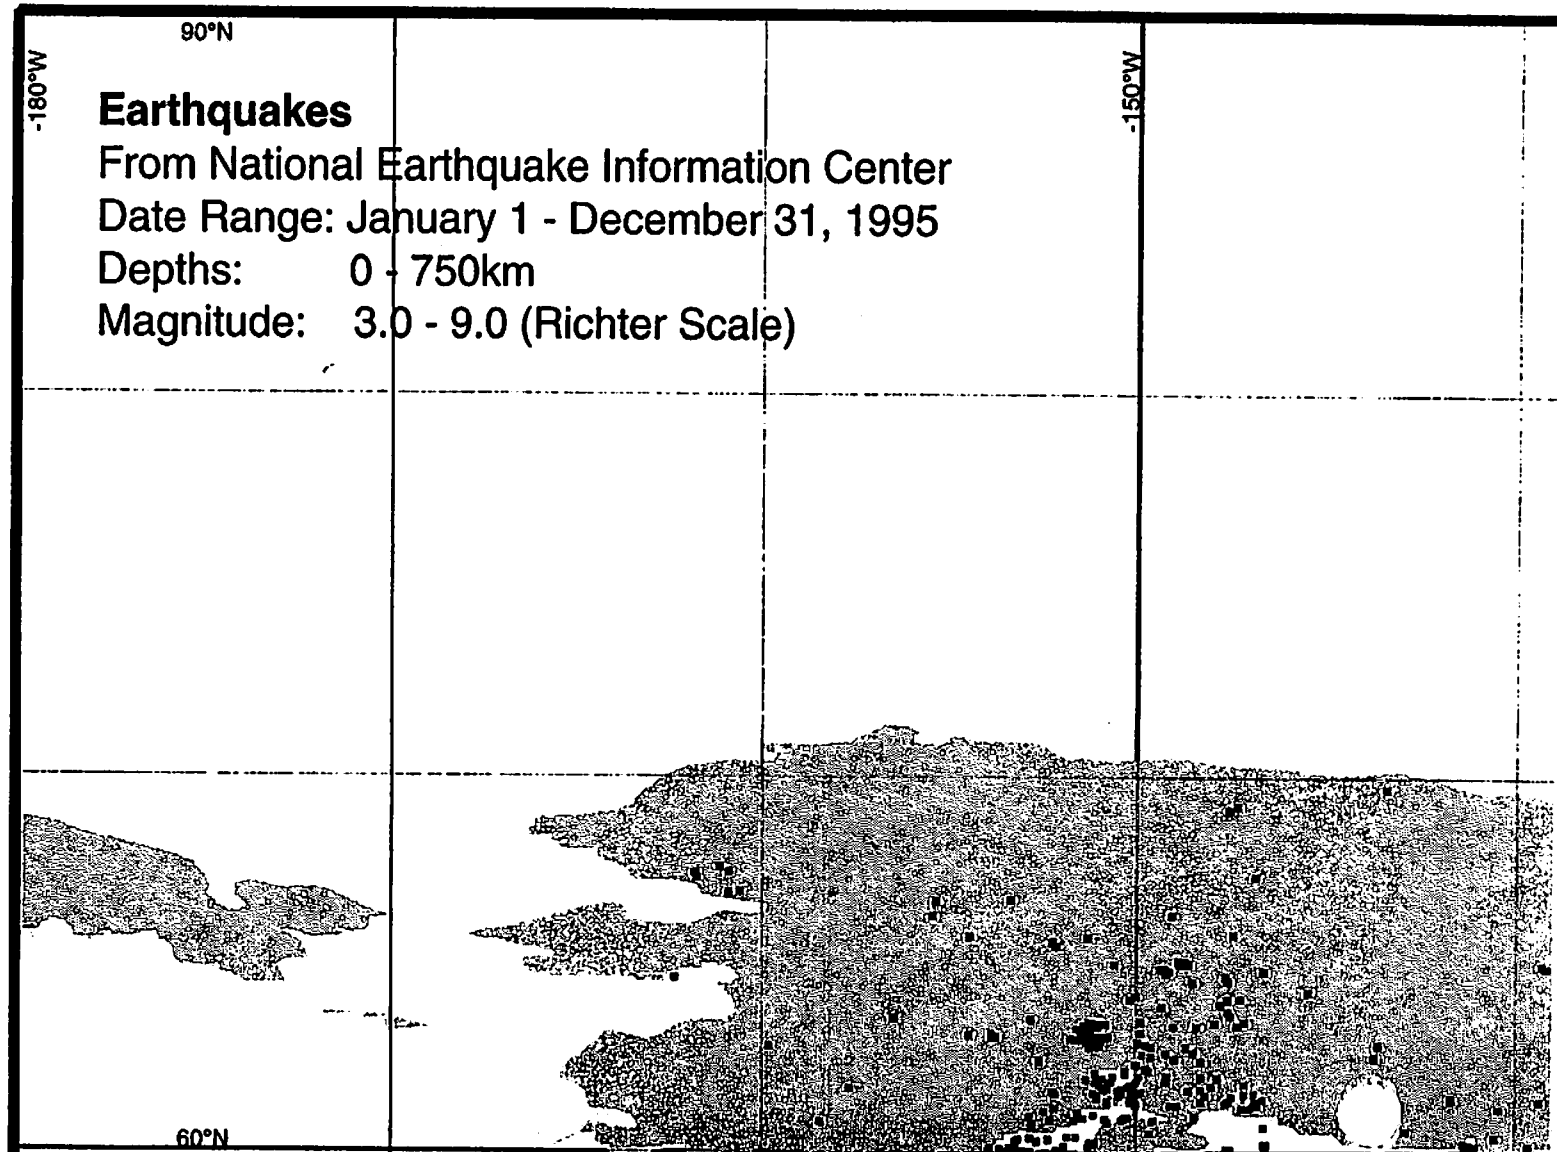 90°N
-180°W
-150°W
Earthquakes
From National Earthquake Information Center
Date Range: January 1 - December 31, 1995
Depths: 0 - 750km
Magnitude: 3.0 - 9.0 (Richter Scale)
60°N